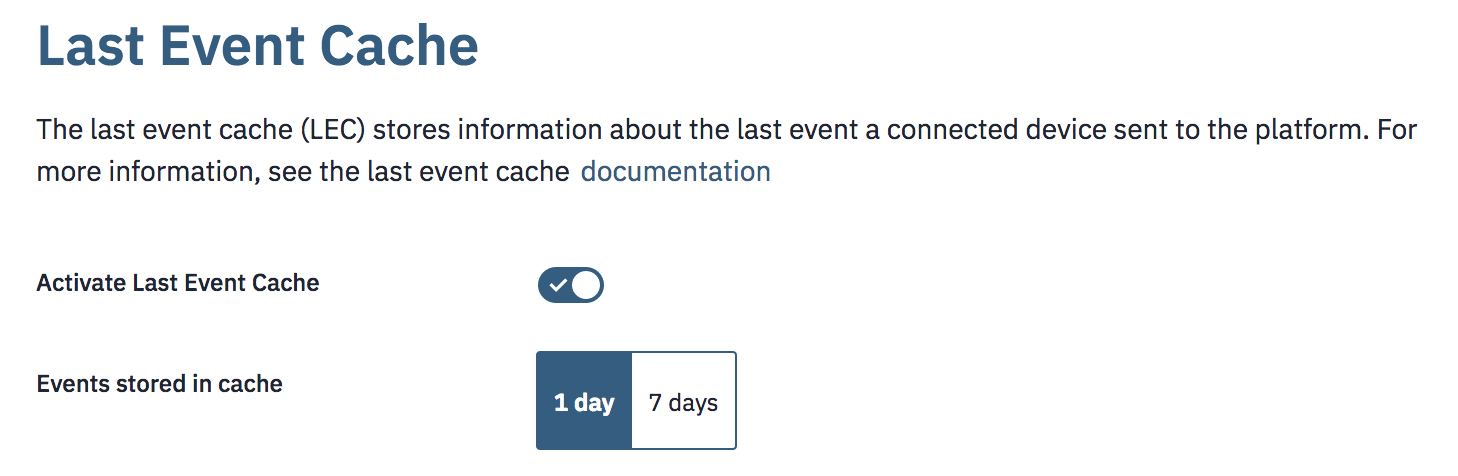 Last Event Cache
The last event cache (LEC) stores information about the last event a connected device sent to the platform. For
more information, see the last event cache documentation
Activate Last Event Cache
Events stored in cache
1 day 7 days